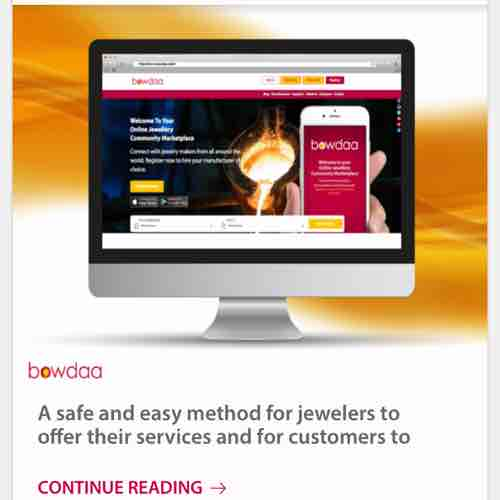 bowdaa
Welcome To Your
Online Jewellery
Community Marketplace
Connect with jewelry makers from all around the
world. Register now to hire your manufacturer of
choice.
bowdaa
Welcome to your
Online Jewellery
Community Marketplace
bowdaa
A safe and easy method for jewelers to
offer their services and for customers to
CONTINUE READING →